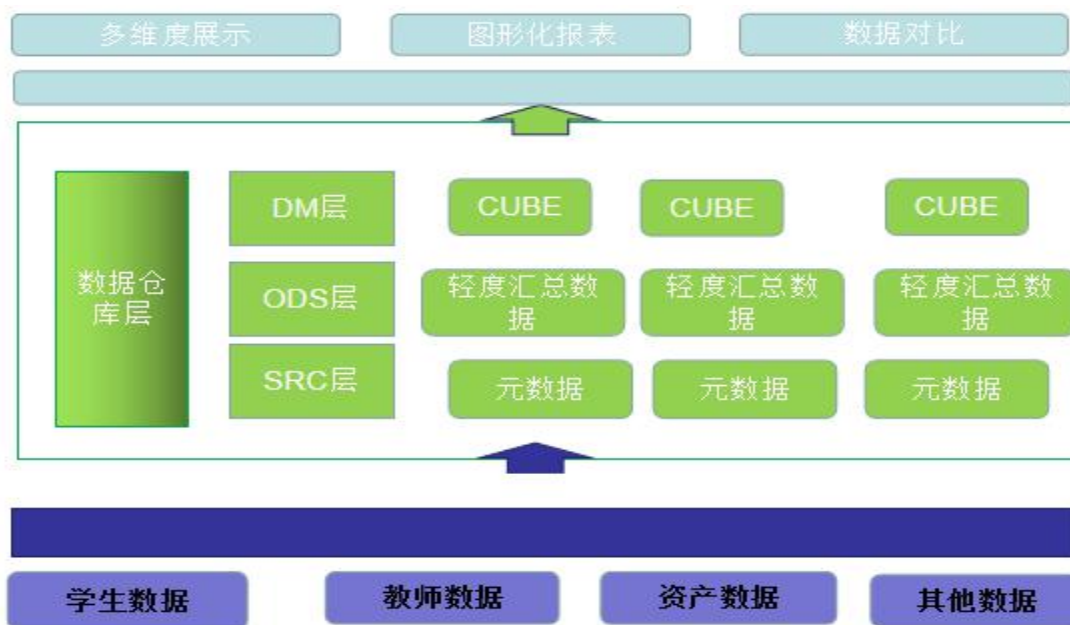 多维度展示 图形化报表 数据对比
DM层 CUBE CUBE CUBE
数据仓
库层
ODS层 轻度汇总数 轻度汇总数 轻度汇总数
据 据 据
SRC层 元数据 元数据 元数据
学生数据 教师数据 资产数据 其他数据